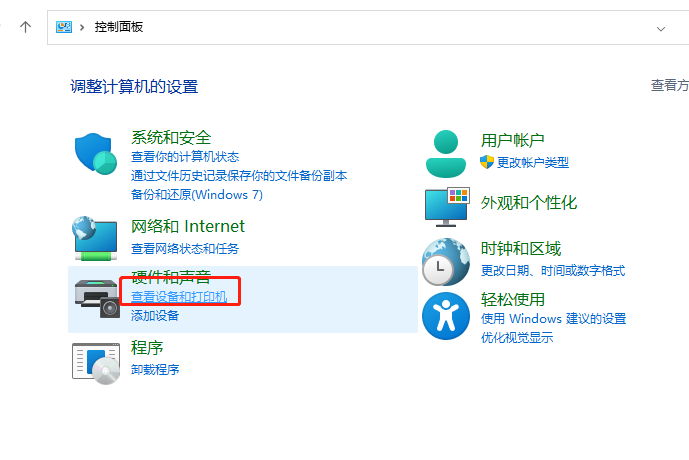 控制面板
调整计算机的设置
查看方
系统和安全
查看你的计算机状态
通过文件历史记录保存你的文件备份副本
备份和还原(Windows 7)
网络和 Internet
查看网络状态和任务
硬件和声音
查看设备和打印机
添加设备
程序
卸载程序
用户帐户
更改帐户类型
外观和个性化
时钟和区域
更改日期、时间或数字格式
轻松使用
使用 Windows 建议的设置
优化视觉显示